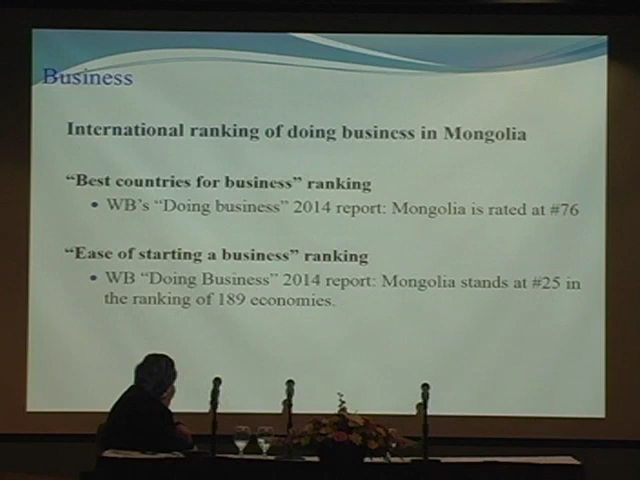 Business
International ranking of doing business in Mongolia
“Best countries for business” ranking
• WB’s “Doing business” 2014 report: Mongolia is rated at #76
“Ease of starting a business” ranking
• WB “Doing Business” 2014 report: Mongolia stands at #25 in
the ranking of 189 economies.